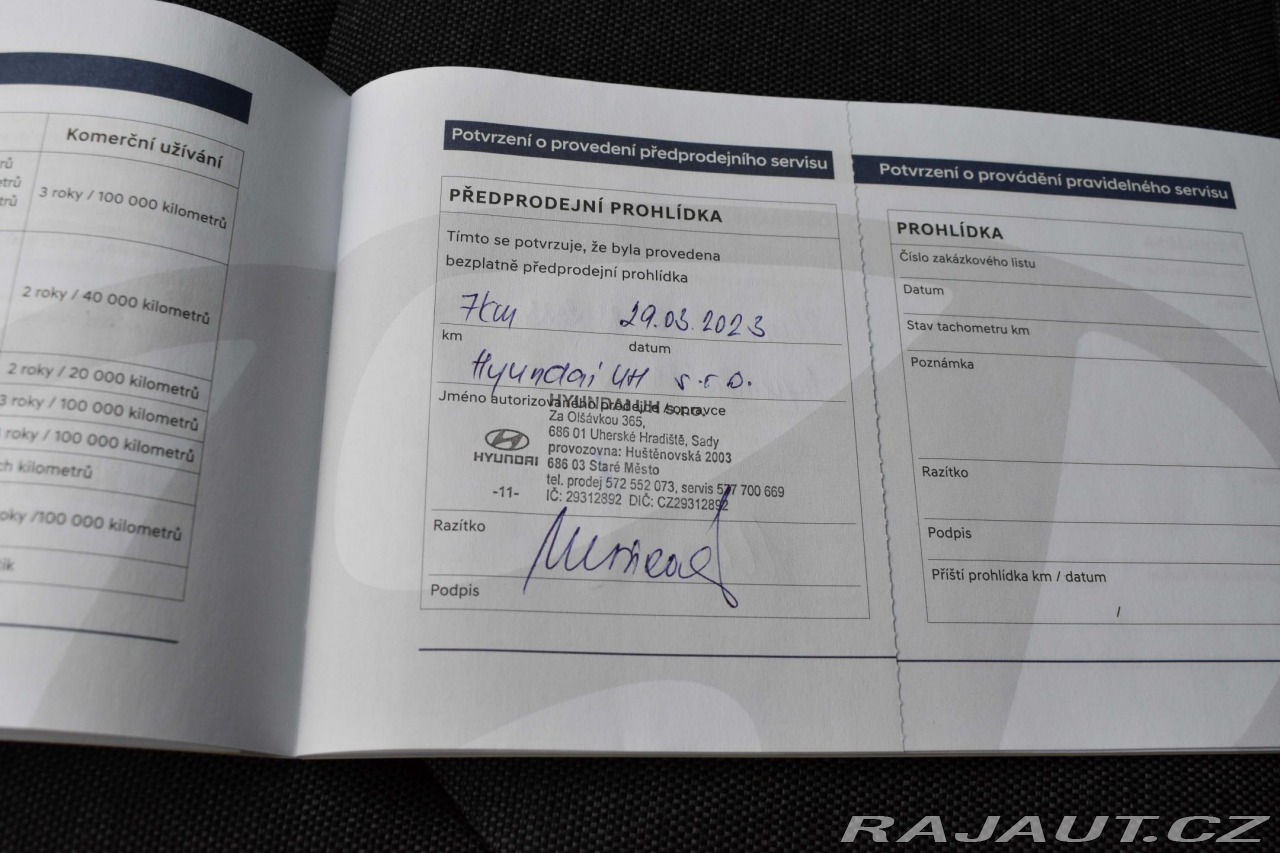 Komerční užívání
3 roky / 100 000 kilometrů
2 roky / 40 000 kilometrů
2 roky / 20 000 kilometrů
3 roky / 100 000 kilometrů
roky / 100 000 kilometrů
kilometrů
/100 000 kilometrů
Potvrzení o provedení předprodejního servisu
PŘEDPRODEJNÍ PROHLÍDKA
Tímto se potvrzuje, že byla provedena
bezplatně předprodejní prohlídka
7km 29.03.2023
km datum
Hyundai UH s.r.o.
Jméno autorizovaného prodejce / opravce
HYUNDAI UH s.r.o.
Za Olšávkou 365,
686 01 Uherské Hradiště, Sady
provozovna: Huštěnovská 2003
686 03 Staré Město
tel. prodej 572 552 073, servis 577 700 669
IČ: 29312892 DIČ: CZ29312892
HYUNDAI
-11-
Razítko
Podpis
Potvrzení o provádění pravidelného servisu
PROHLÍDKA
Číslo zakázkového listu
Datum
Stav tachometru km
Poznámka
Razítko
Podpis
Příští prohlídka km / datum
/
RAJAUT.CZ